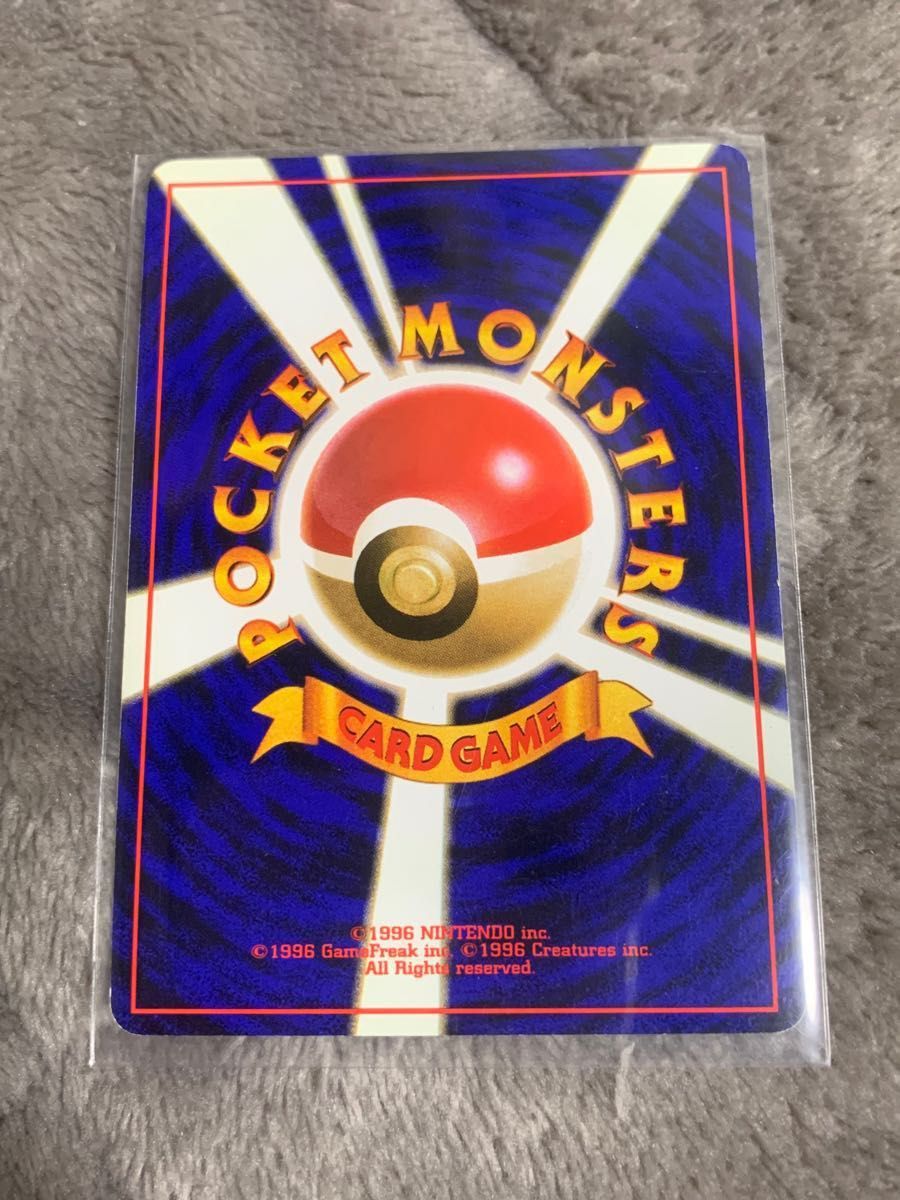 POCKET MONSTERS
CARD GAME
©1996 NINTENDO inc.
©1996 GameFreak inc. ©1996 Creatures inc.
All Rights reserved.